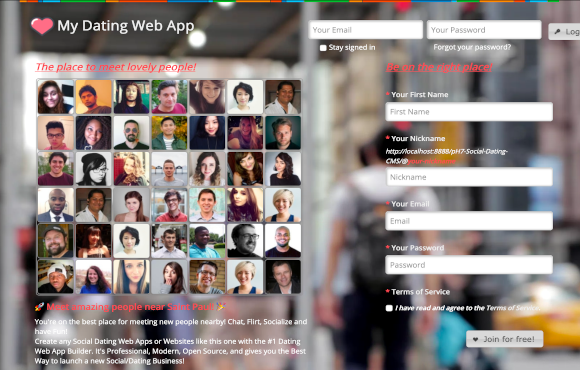 My Dating Web App
Your Email
Your Password
Log
Stay signed in
Forgot your password?
The place to meet lovely people!
Be on the right place!
* Your First Name
First Name
* Your Nickname
http://localhost:8888/pH7-Social-Dating-
CMS/@
Nickname
* Your Email
Email
* Your Password
Password
* Terms of Service
I have read and agree to the Terms of Service.
Join for free!
🚀 Meet amazing people near 🎉
You're on the best place for meeting new people nearby! Chat, Flirt, Socialize and
have Fun!
Create any Social Dating Web Apps or Websites like this one with the #1 Dating
Web App Builder. It's Professional, Modern, Open Source, and gives you the Best
Way to launch a new Social/Dating Business!